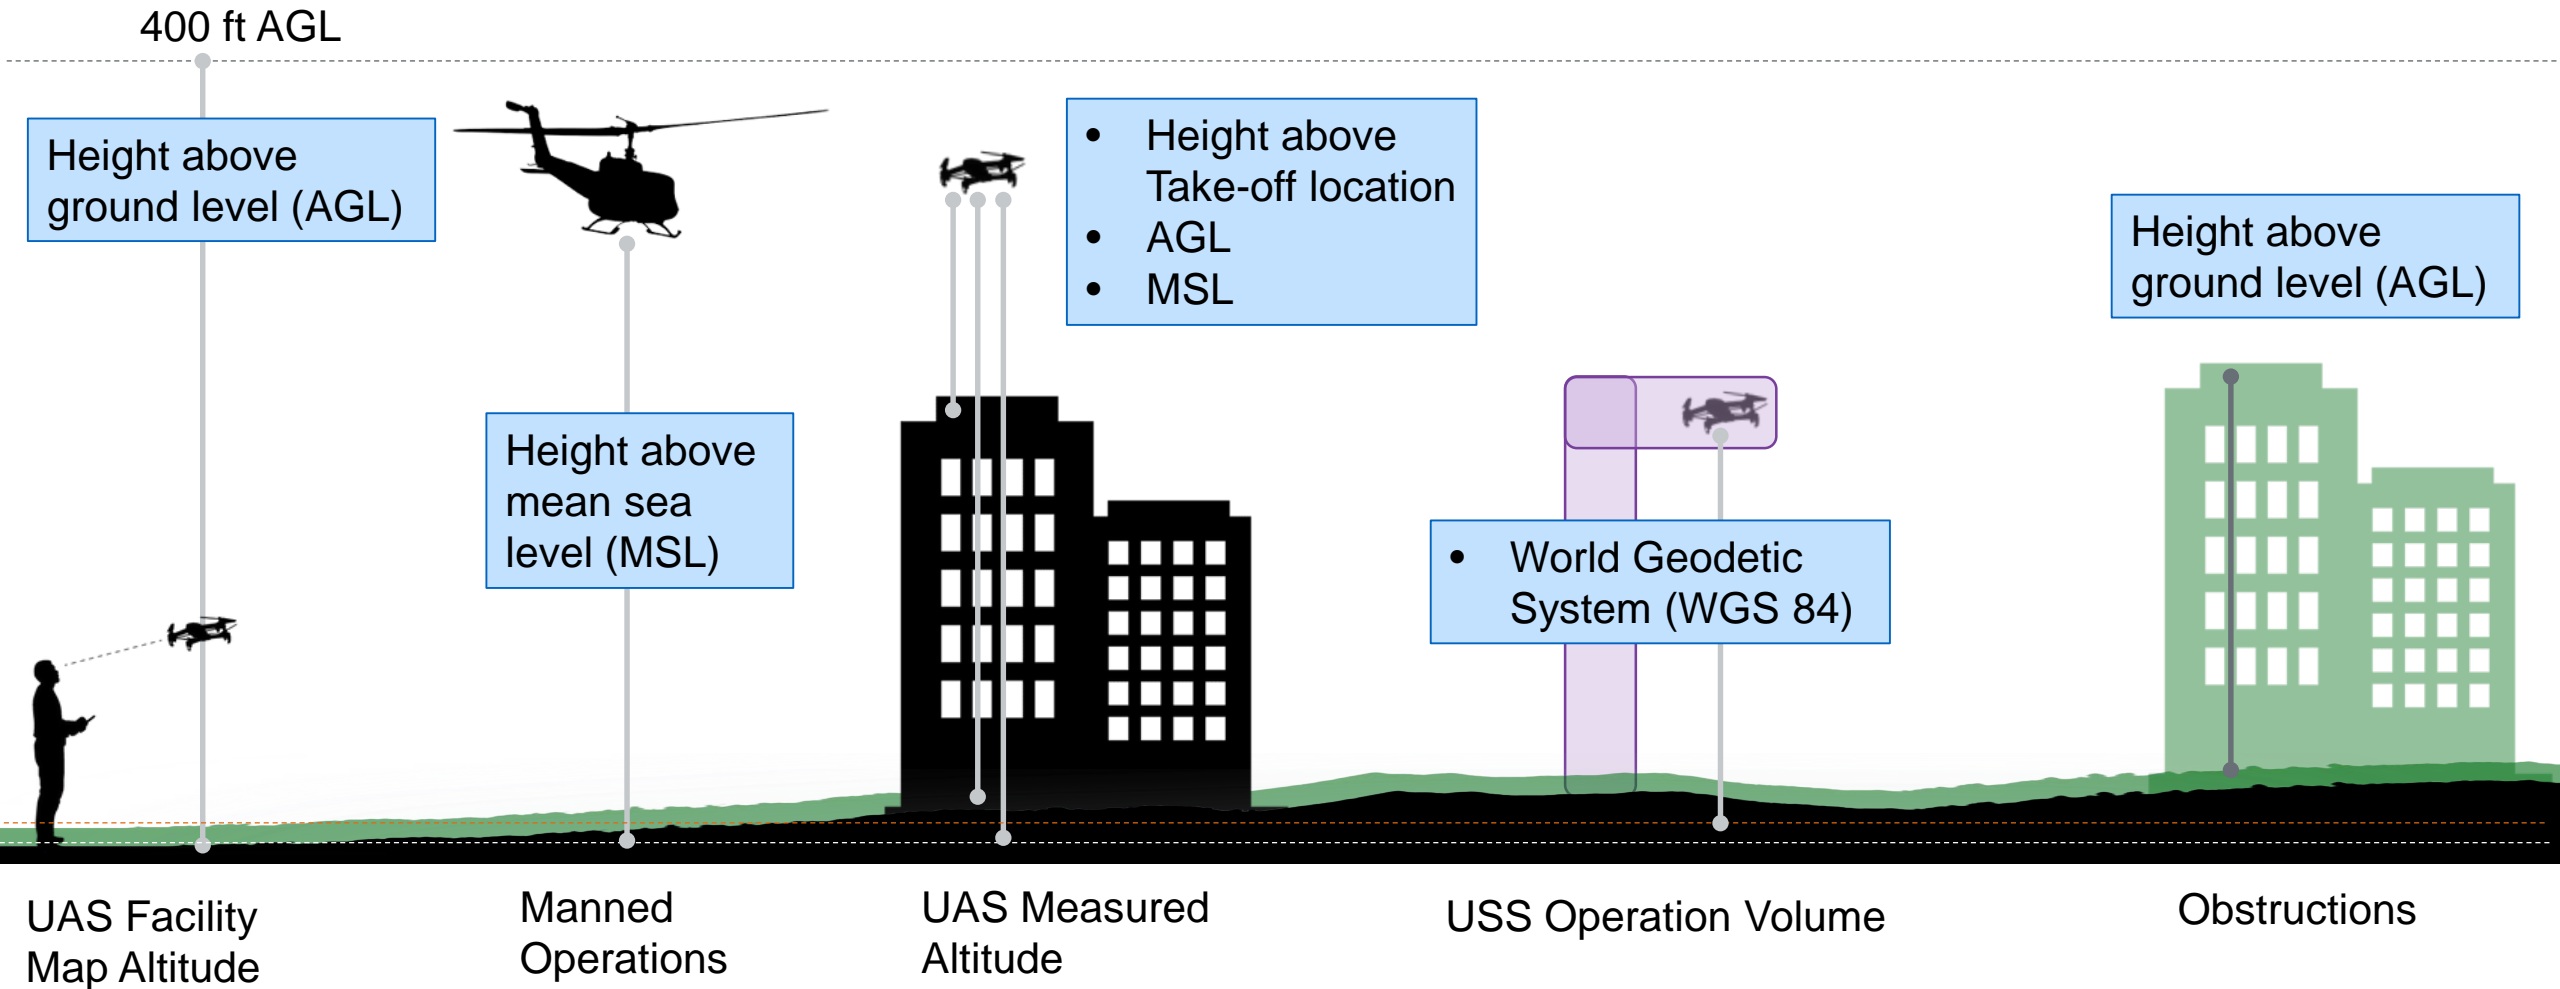 400 ft AGL
Height above
ground level (AGL)
Height above
mean sea
level (MSL)
• Height above
Take-off location
• AGL
• MSL
• World Geodetic
System (WGS 84)
Height above
ground level (AGL)
UAS Facility
Map Altitude
Manned
Operations
UAS Measured
Altitude
USS Operation Volume
Obstructions